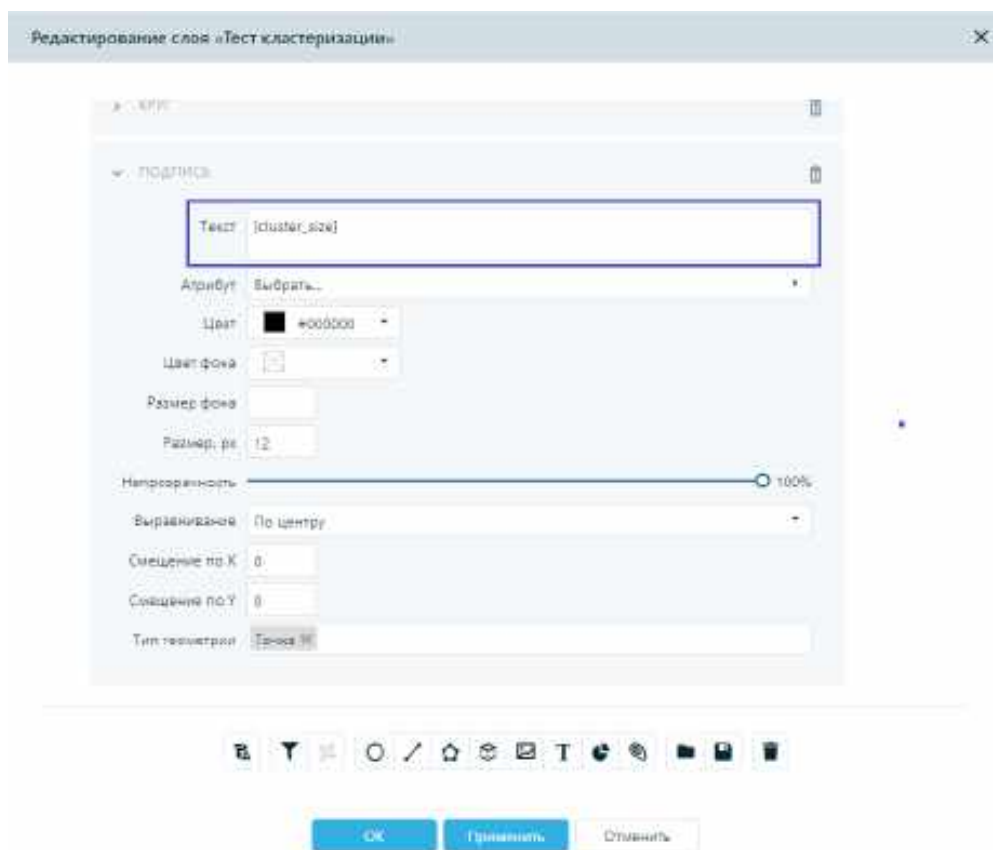 Редактирование слоя «Тест кластеризации»
КРУГ
ПОДПИСЬ
Текст [cluster_size]
Атрибут Выбрать...
Цвет #000000
Цвет фона
Размер фона
Размер, px 12
Непрозрачность 100%
Выравнивание По центру
Смещение по X 0
Смещение по Y 0
Тип геометрии Точка
T
OK Применить Отменить